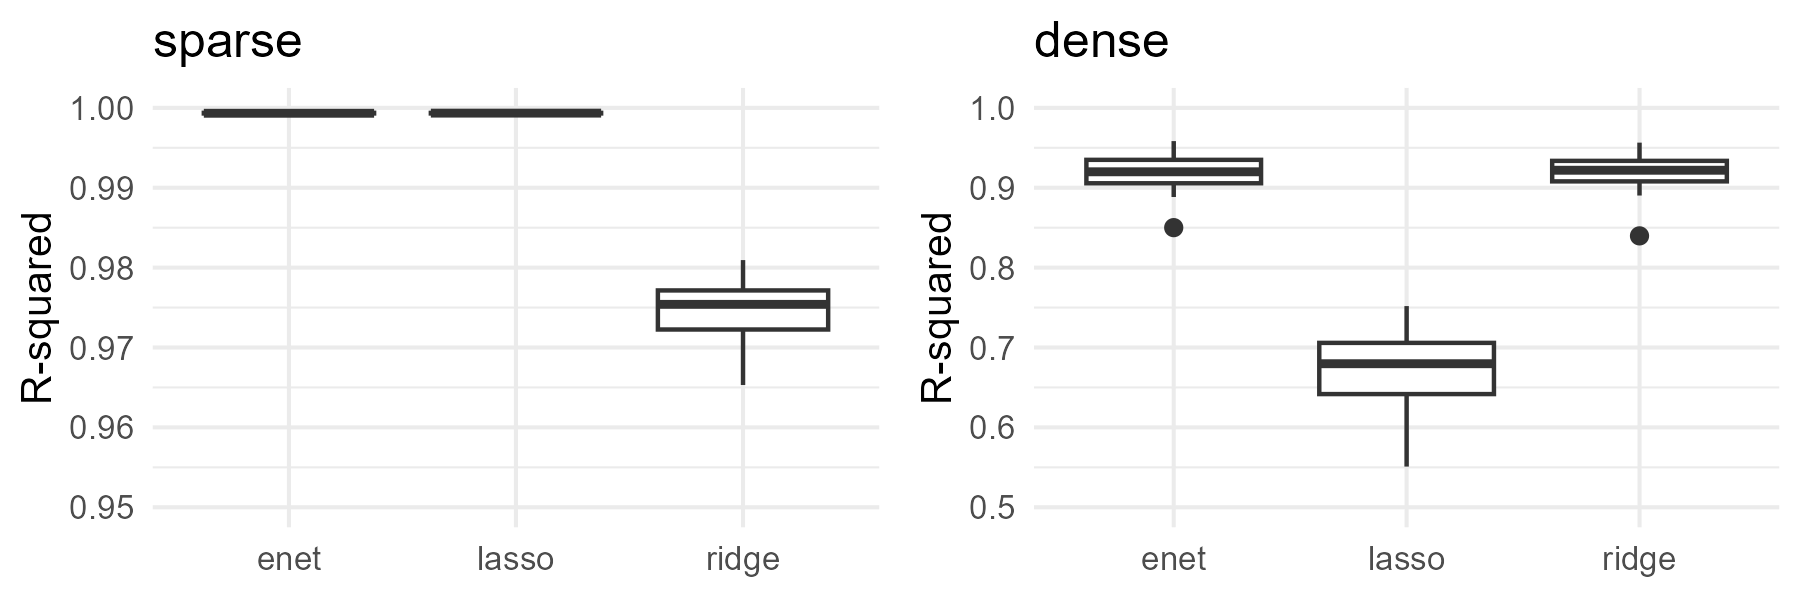 sparse
R-squared
1.00
0.99
0.98
0.97
0.96
0.95
enet lasso ridge
dense
R-squared
1.0
0.9
0.8
0.7
0.6
0.5
enet lasso ridge